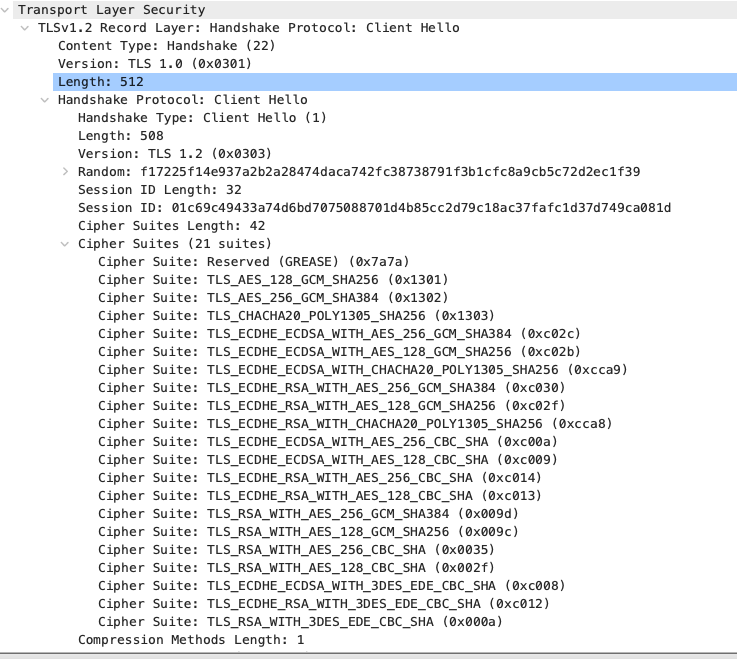 Transport Layer Security
TLSv1.2 Record Layer: Handshake Protocol: Client Hello
Content Type: Handshake (22)
Version: TLS 1.0 (0x0301)
Length: 512
Handshake Protocol: Client Hello
Handshake Type: Client Hello (1)
Length: 508
Version: TLS 1.2 (0x0303)
Random: f17225f14e937a2b2a28474daca742fc38738791f3b1cfc8a9cb5c72d2ec1f39
Session ID Length: 32
Session ID: 01c69c49433a74d6bd7075088701d4b85cc2d79c18ac37fafc1d37d749ca081d
Cipher Suites Length: 42
Cipher Suites (21 suites)
Cipher Suite: Reserved (GREASE) (0x7a7a)
Cipher Suite: TLS_AES_128_GCM_SHA256 (0x1301)
Cipher Suite: TLS_AES_256_GCM_SHA384 (0x1302)
Cipher Suite: TLS_CHACHA20_POLY1305_SHA256 (0x1303)
Cipher Suite: TLS_ECDHE_ECDSA_WITH_AES_256_GCM_SHA384 (0xc02c)
Cipher Suite: TLS_ECDHE_ECDSA_WITH_AES_128_GCM_SHA256 (0xc02b)
Cipher Suite: TLS_ECDHE_ECDSA_WITH_CHACHA20_POLY1305_SHA256 (0xcca9)
Cipher Suite: TLS_ECDHE_RSA_WITH_AES_256_GCM_SHA384 (0xc030)
Cipher Suite: TLS_ECDHE_RSA_WITH_AES_128_GCM_SHA256 (0xc02f)
Cipher Suite: TLS_ECDHE_RSA_WITH_CHACHA20_POLY1305_SHA256 (0xcca8)
Cipher Suite: TLS_ECDHE_ECDSA_WITH_AES_256_CBC_SHA (0xc00a)
Cipher Suite: TLS_ECDHE_ECDSA_WITH_AES_128_CBC_SHA (0xc009)
Cipher Suite: TLS_ECDHE_RSA_WITH_AES_256_CBC_SHA (0xc014)
Cipher Suite: TLS_ECDHE_RSA_WITH_AES_128_CBC_SHA (0xc013)
Cipher Suite: TLS_RSA_WITH_AES_256_GCM_SHA384 (0x009d)
Cipher Suite: TLS_RSA_WITH_AES_128_GCM_SHA256 (0x009c)
Cipher Suite: TLS_RSA_WITH_AES_256_CBC_SHA (0x0035)
Cipher Suite: TLS_RSA_WITH_AES_128_CBC_SHA (0x002f)
Cipher Suite: TLS_ECDHE_ECDSA_WITH_3DES_EDE_CBC_SHA (0xc008)
Cipher Suite: TLS_ECDHE_RSA_WITH_3DES_EDE_CBC_SHA (0xc012)
Cipher Suite: TLS_RSA_WITH_3DES_EDE_CBC_SHA (0x000a)
Compression Methods Length: 1